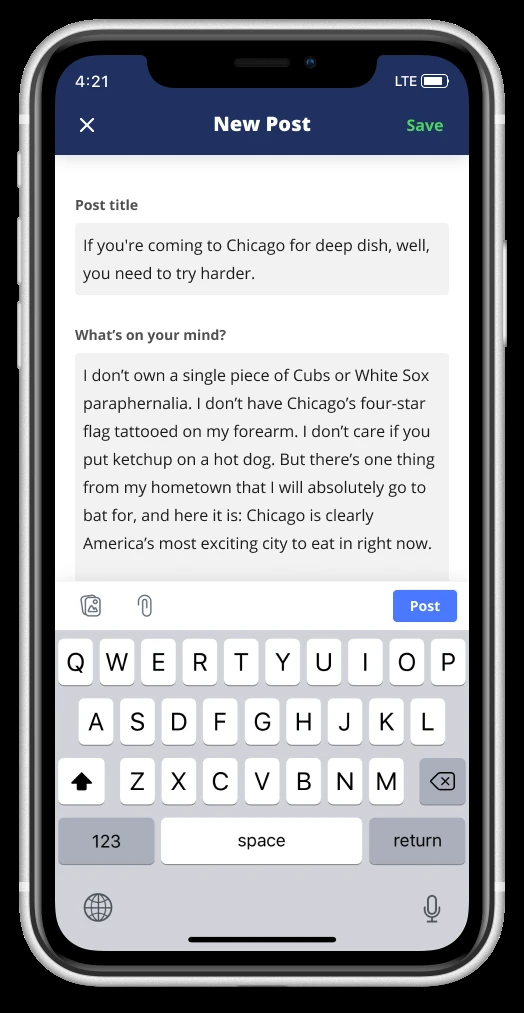 4:21
LTE
New Post
Save
Post title
If you're coming to Chicago for deep dish, well,
you need to try harder.
What’s on your mind?
I don’t own a single piece of Cubs or White Sox
paraphernalia. I don’t have Chicago’s four-star
flag tattooed on my forearm. I don’t care if you
put ketchup on a hot dog. But there’s one thing
from my hometown that I will absolutely go to
bat for, and here it is: Chicago is clearly
America’s most exciting city to eat in right now.
Post
Q W E R T Y U I O P
A S D F G H J K L
Z X C V B N M
123 space return